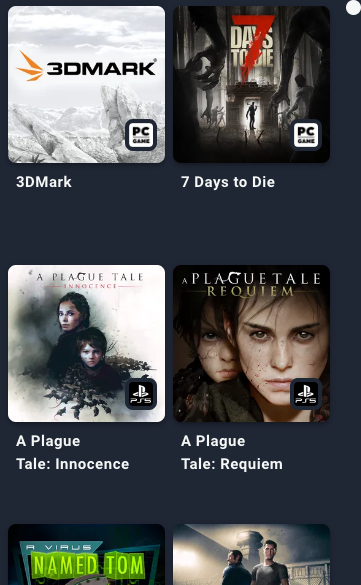 3DMARK
PC
GAME
7
DAYS
TO DIE
PC
GAME
3DMark
7 Days to Die
A PLAGUE TALE
INNOCENCE
PS5
A PLAGUE TALE
REQUIEM
PS5
A Plague
Tale: Innocence
A Plague
Tale: Requiem
A VIRUS
NAMED TOM